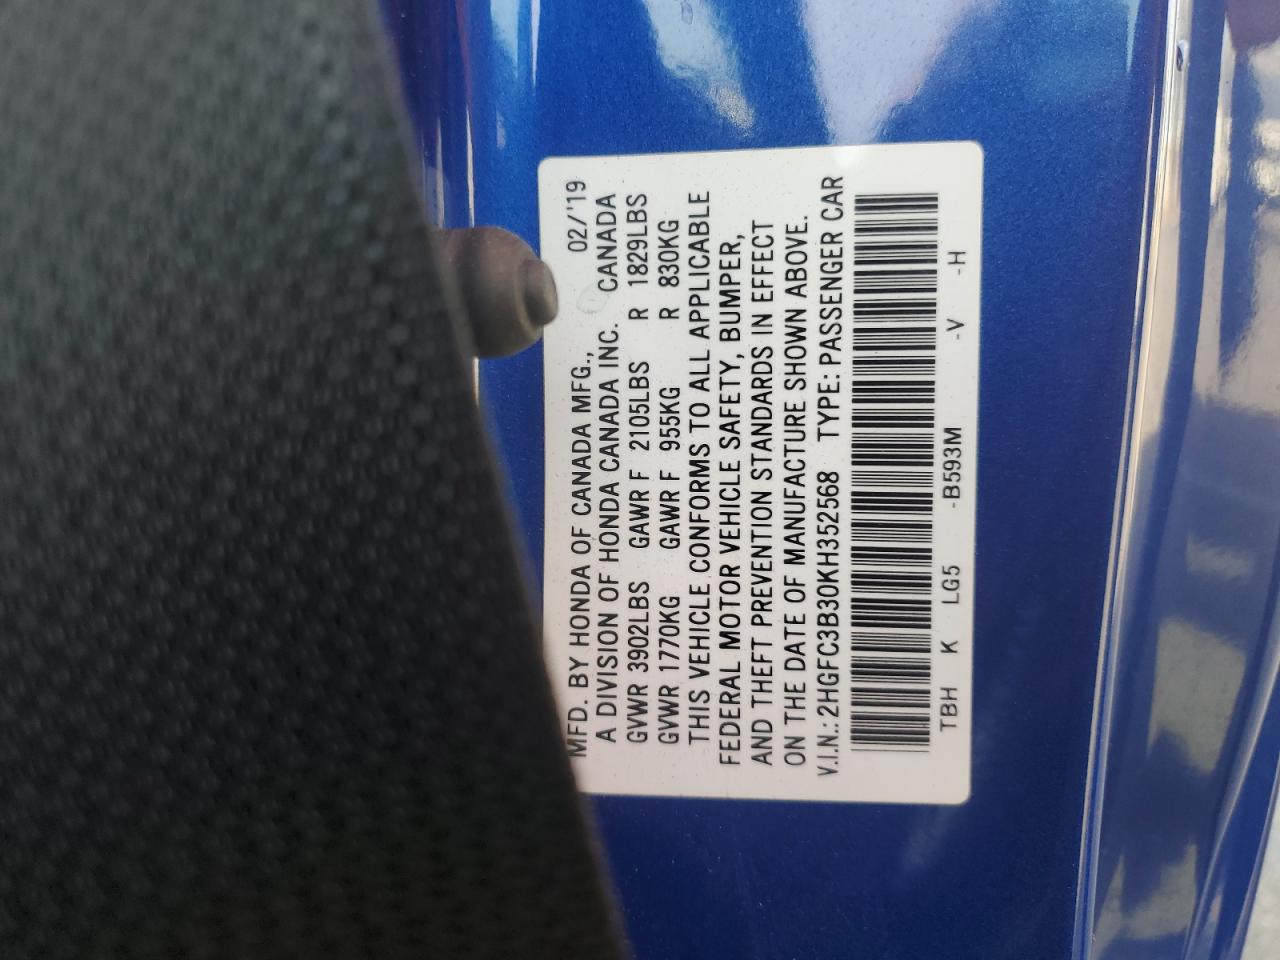 MFD. BY HONDA OF CANADA MFG., 02/'19
A DIVISION OF HONDA CANADA INC. CANADA
GVWR 3902LBS GAWR F 2105LBS R 1829LBS
GVWR 1770KG GAWR F 955KG R 830KG
THIS VEHICLE CONFORMS TO ALL APPLICABLE
FEDERAL MOTOR VEHICLE SAFETY, BUMPER,
AND THEFT PREVENTION STANDARDS IN EFFECT
ON THE DATE OF MANUFACTURE SHOWN ABOVE.
V.I.N.: 2HGFC3B30KH352568 TYPE: PASSENGER CAR
TBH K LG5 -B593M -V -H